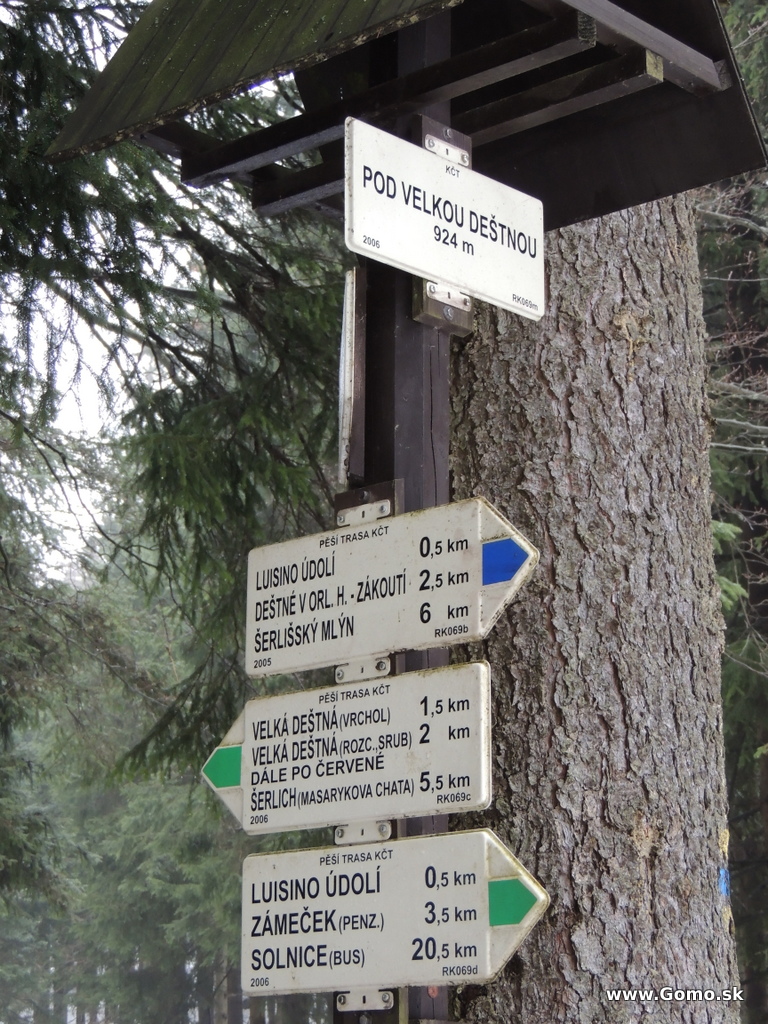 KČT
POD VELKOU DEŠTNOU
924 m
2006 RK069m
PĚŠÍ TRASA KČT
LUISINO ÚDOLÍ 0,5 km
DEŠTNÉ V ORL. H. - ZÁKOUTÍ 2,5 km
ŠERLIŠSKÝ MLÝN 6 km
2005 RK069b
PĚŠÍ TRASA KČT
VELKÁ DEŠTNÁ (VRCHOL) 1,5 km
VELKÁ DEŠTNÁ (ROZC.,SRUB) 2 km
DÁLE PO ČERVENÉ
ŠERLICH (MASARYKOVA CHATA) 5,5 km
2006 RK069c
PĚŠÍ TRASA KČT
LUISINO ÚDOLÍ 0,5 km
ZÁMEČEK (PENZ.) 3,5 km
SOLNICE (BUS) 20,5 km
2006 RK069d
www.Gomo.sk